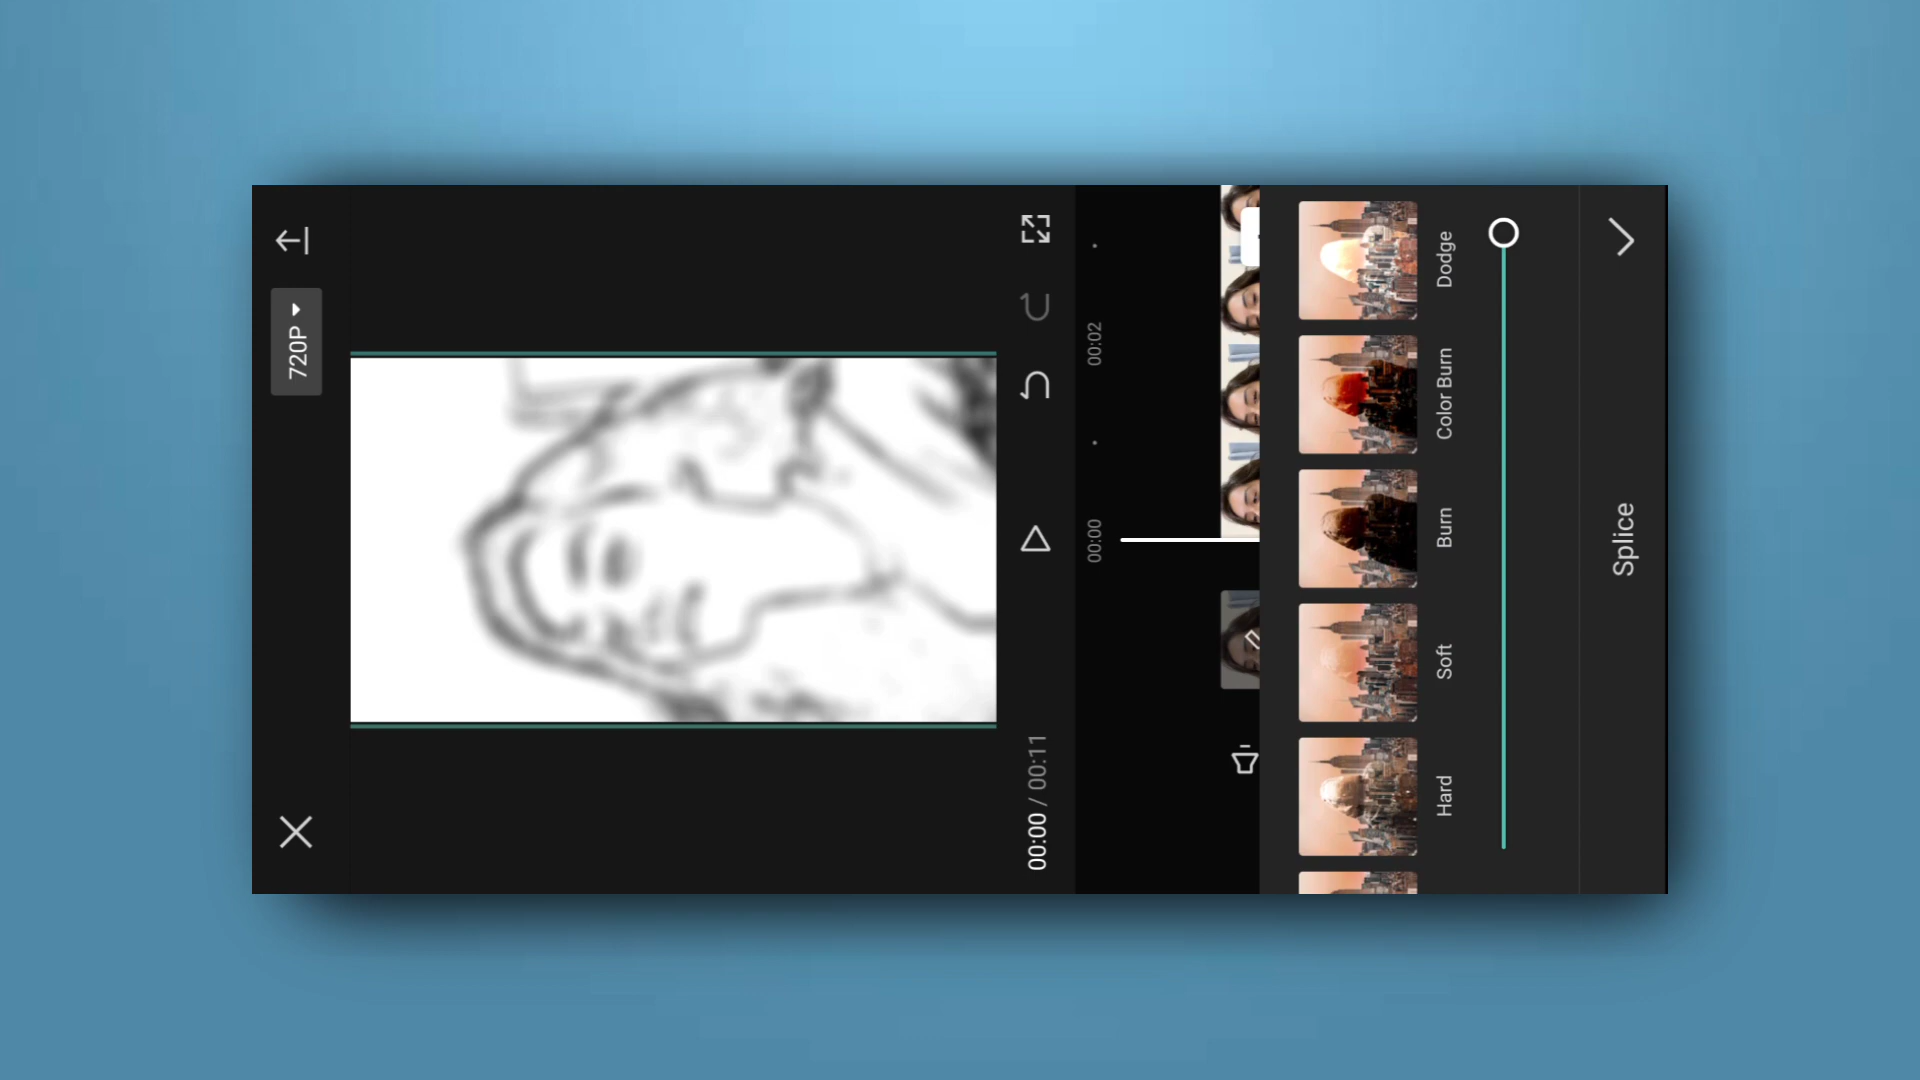 720P
00:00 / 00:11
00:00
00:02
Hard
Soft
Burn
Color Burn
Dodge
Splice